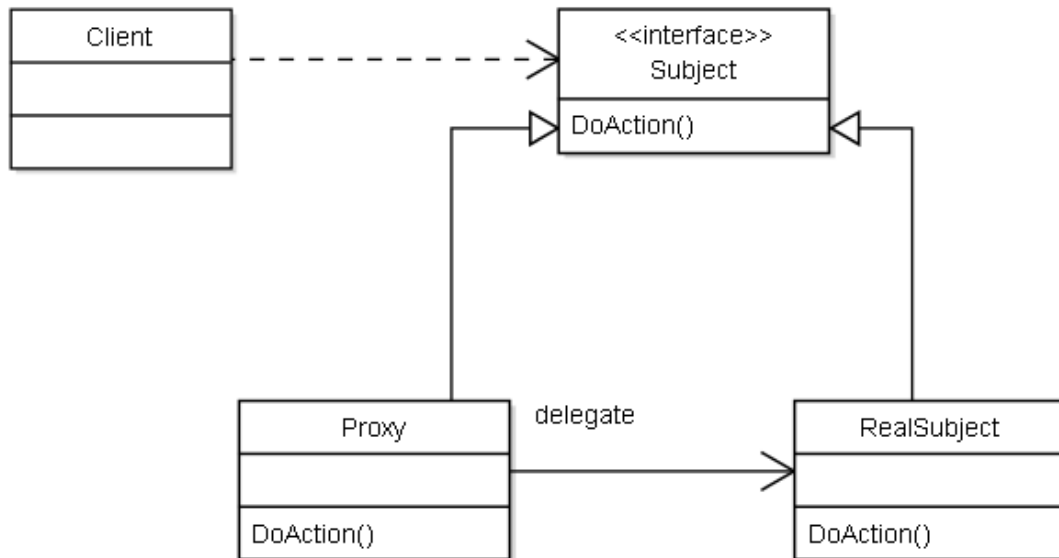 Client
<<interface>>
Subject
DoAction()
Proxy
delegate
RealSubject
DoAction()
DoAction()